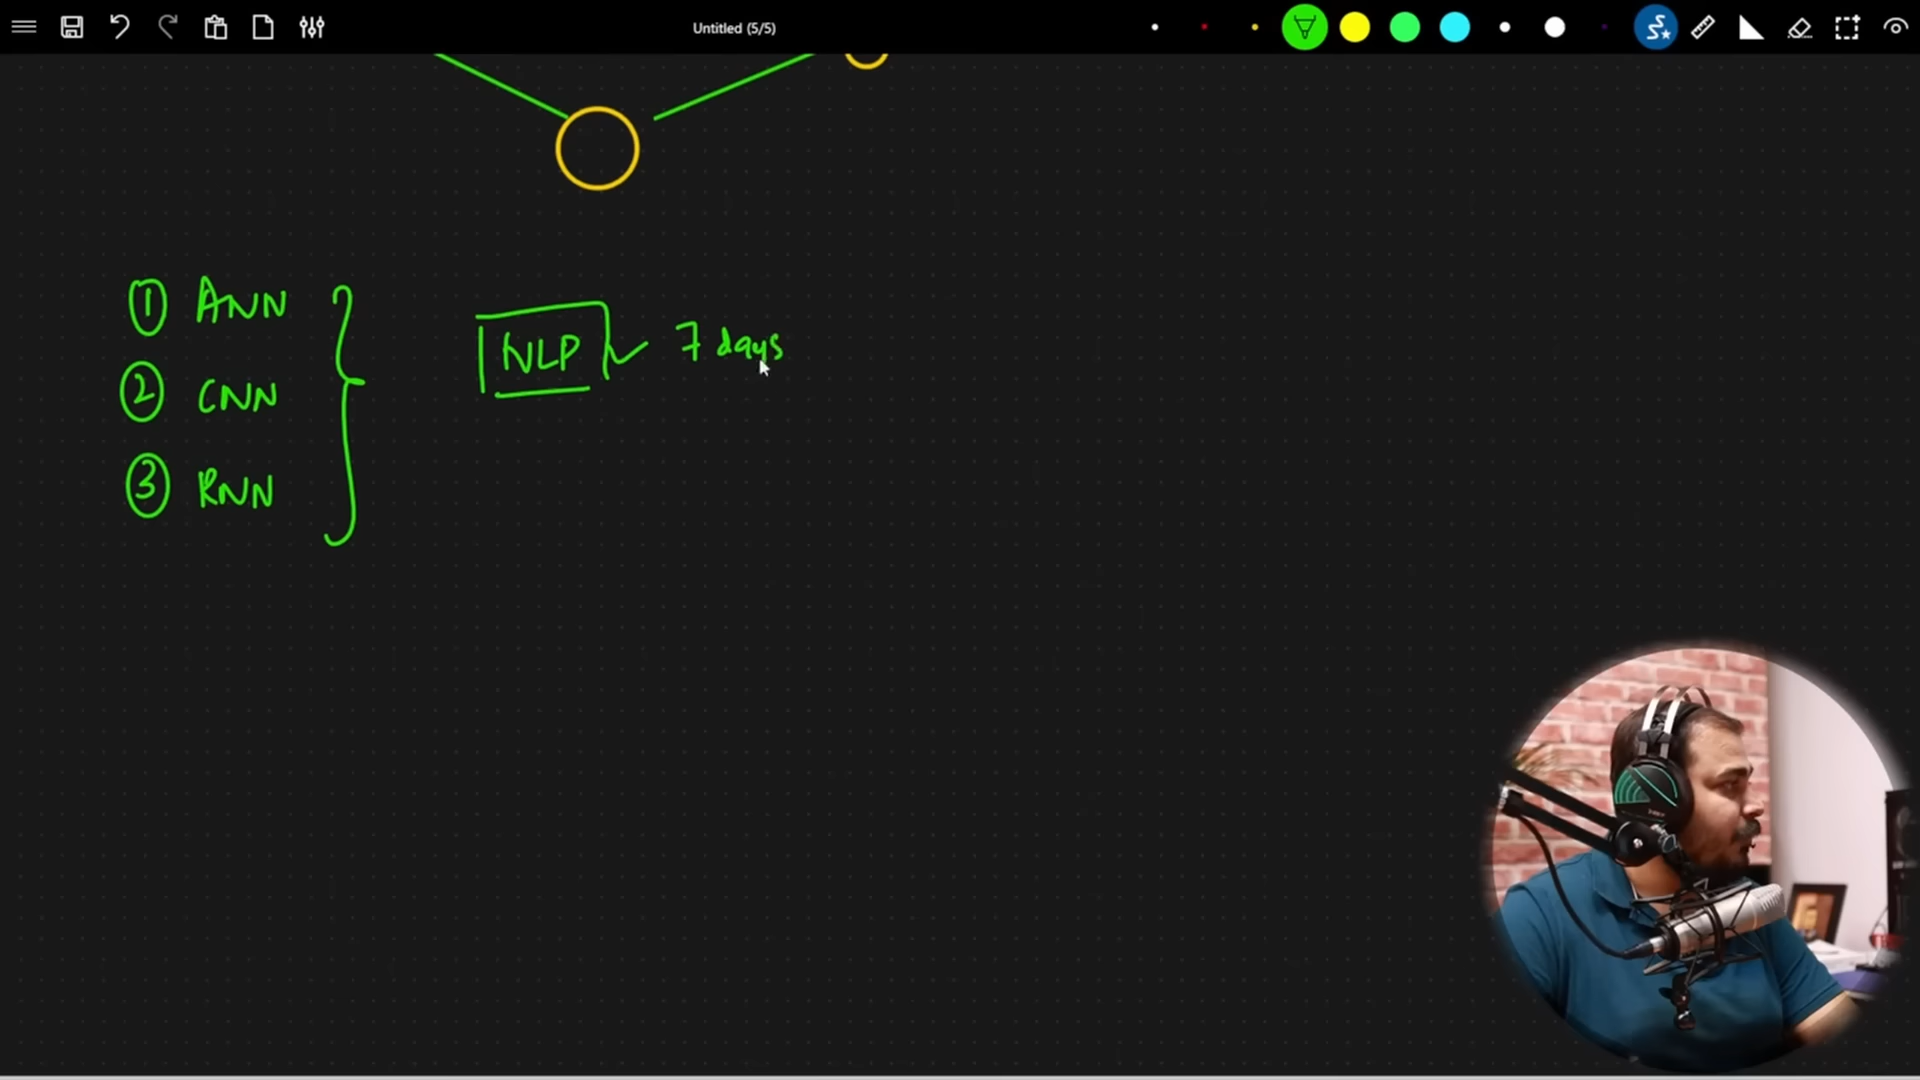 Untitled (5/5)
① ANN
② CNN
③ RNN
NLP 7 days